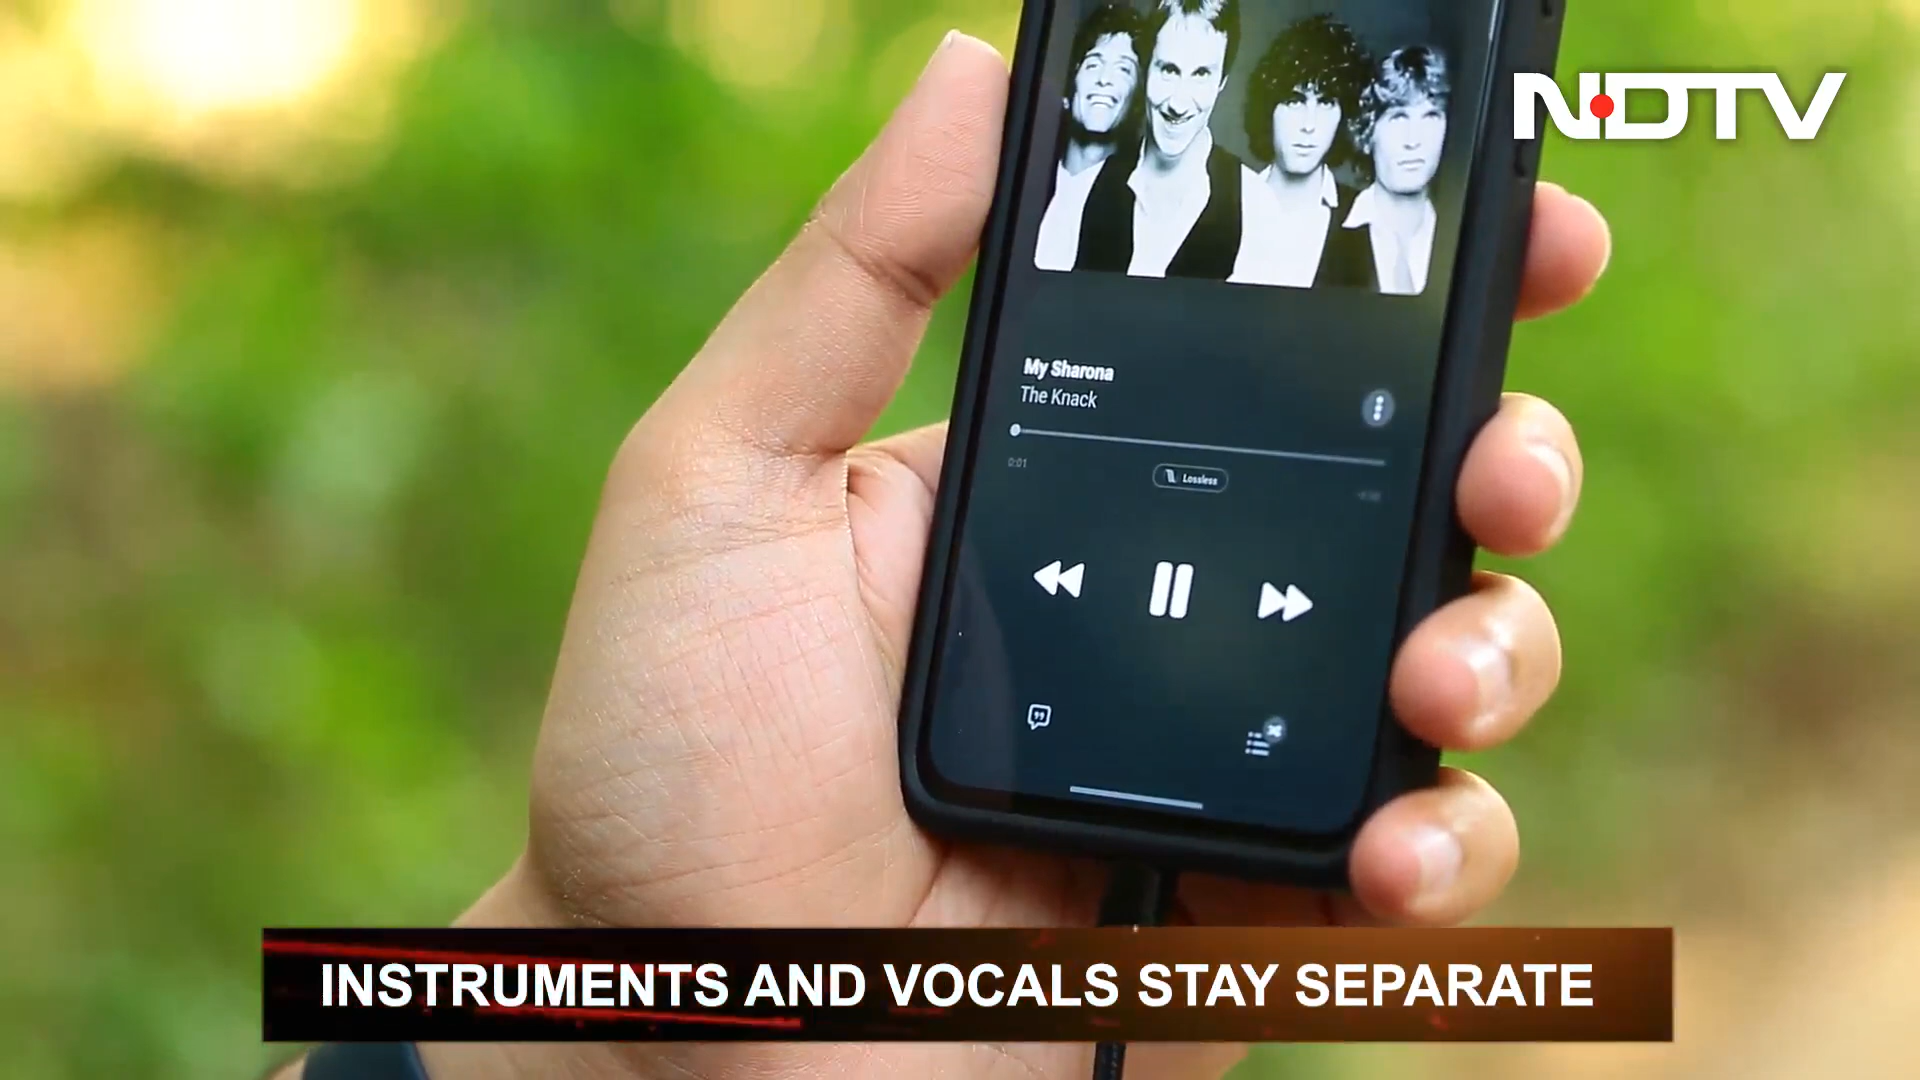 NDTV
My Sharona
The Knack
0:01
Lossless
INSTRUMENTS AND VOCALS STAY SEPARATE